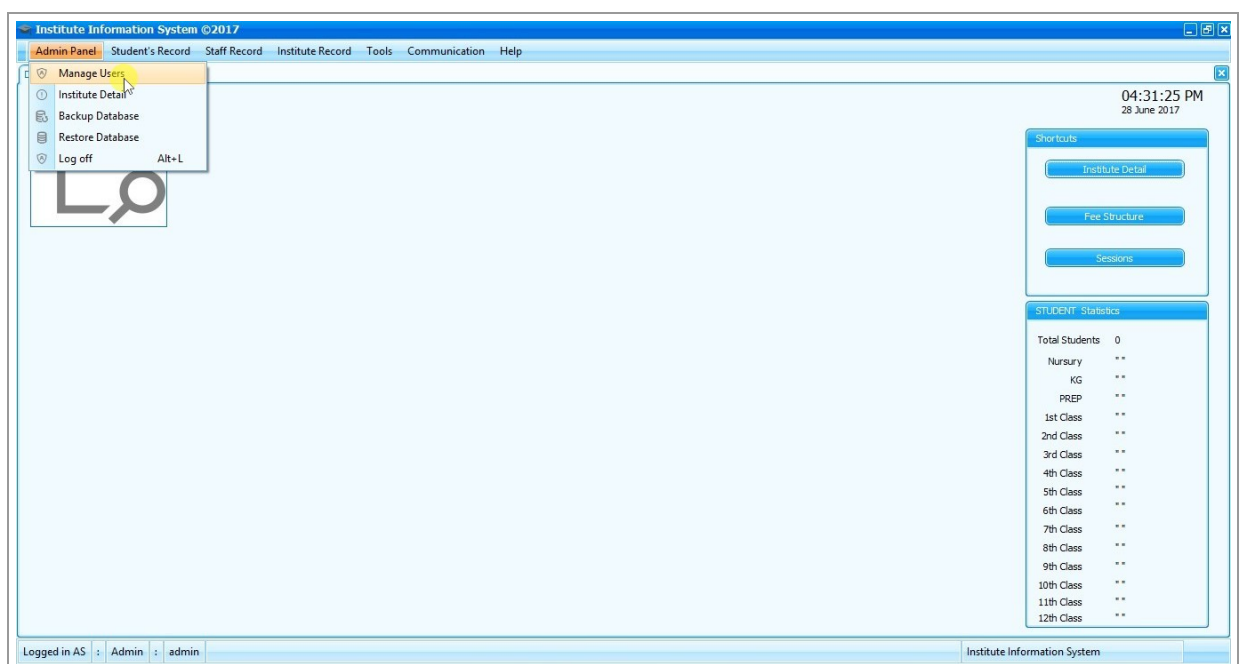 Institute Information System ©2017
Admin Panel Student's Record Staff Record Institute Record Tools Communication Help
Manage Users
Institute Detail
Backup Database
Restore Database
Log off Alt+L
04:31:25 PM
28 June 2017
Shortcuts
Institute Detail
Fee Structure
Sessions
STUDENT Statistics
Total Students 0
Nursury " "
KG " "
PREP " "
1st Class " "
2nd Class " "
3rd Class " "
4th Class " "
5th Class " "
6th Class " "
7th Class " "
8th Class " "
9th Class " "
10th Class " "
11th Class " "
12th Class " "
Logged in AS : Admin : admin Institute Information System